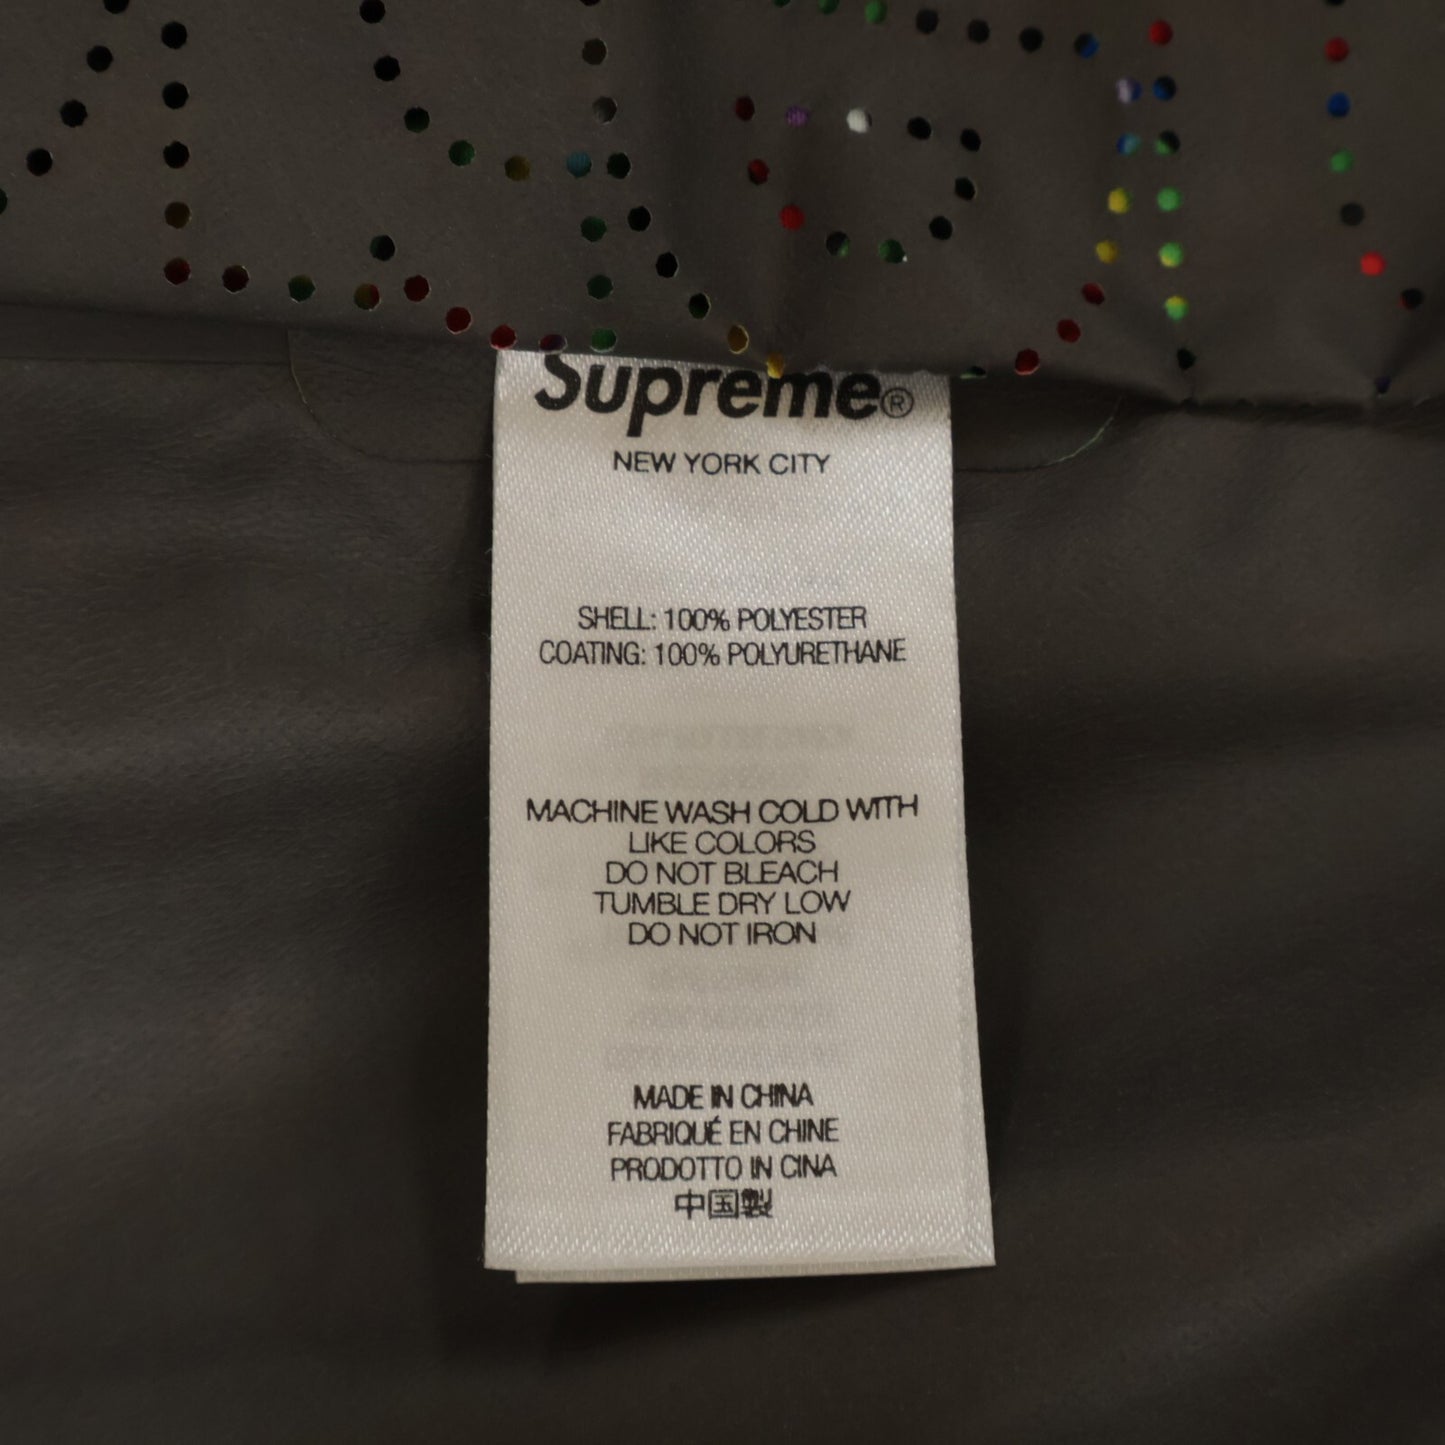 Supreme®
NEW YORK CITY
SHELL: 100% POLYESTER
COATING: 100% POLYURETHANE
MACHINE WASH COLD WITH
LIKE COLORS
DO NOT BLEACH
TUMBLE DRY LOW
DO NOT IRON
MADE IN CHINA
FABRIQUÉ EN CHINE
PRODOTTO IN CINA
中国製